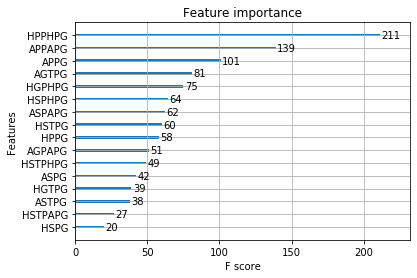 Feature importance
Features
HPPHPG 211
APPAPG 139
APPG 101
AGTPG 81
HGPHPG 75
HSPHPG 64
ASPAPG 62
HSTPG 60
HPPG 58
AGPAPG 51
HSTPHPG 49
ASPG 42
HGTPG 39
ASTPG 38
HSTPAPG 27
HSPG 20
0 50 100 150 200
F score